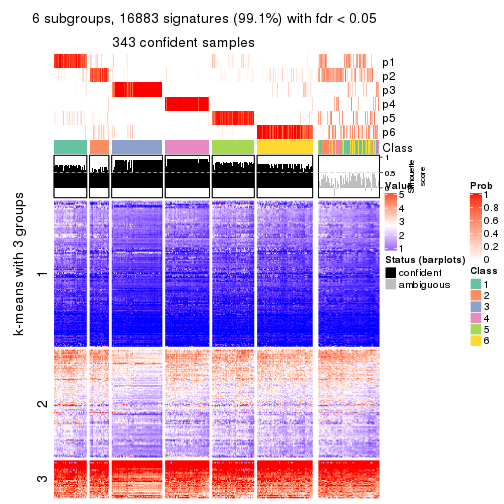 6 subgroups, 16883 signatures (99.1%) with fdr < 0.05
343 confident samples
p1
p2
p3
p4
p5
p6
Class
1
0.5
0
Silhouette
score
k-means with 3 groups
1
2
3
Value
5
4
3
2
1
Status (barplots)
confident
ambiguous
Prob
1
0.8
0.6
0.4
0.2
0
Class
1
2
3
4
5
6